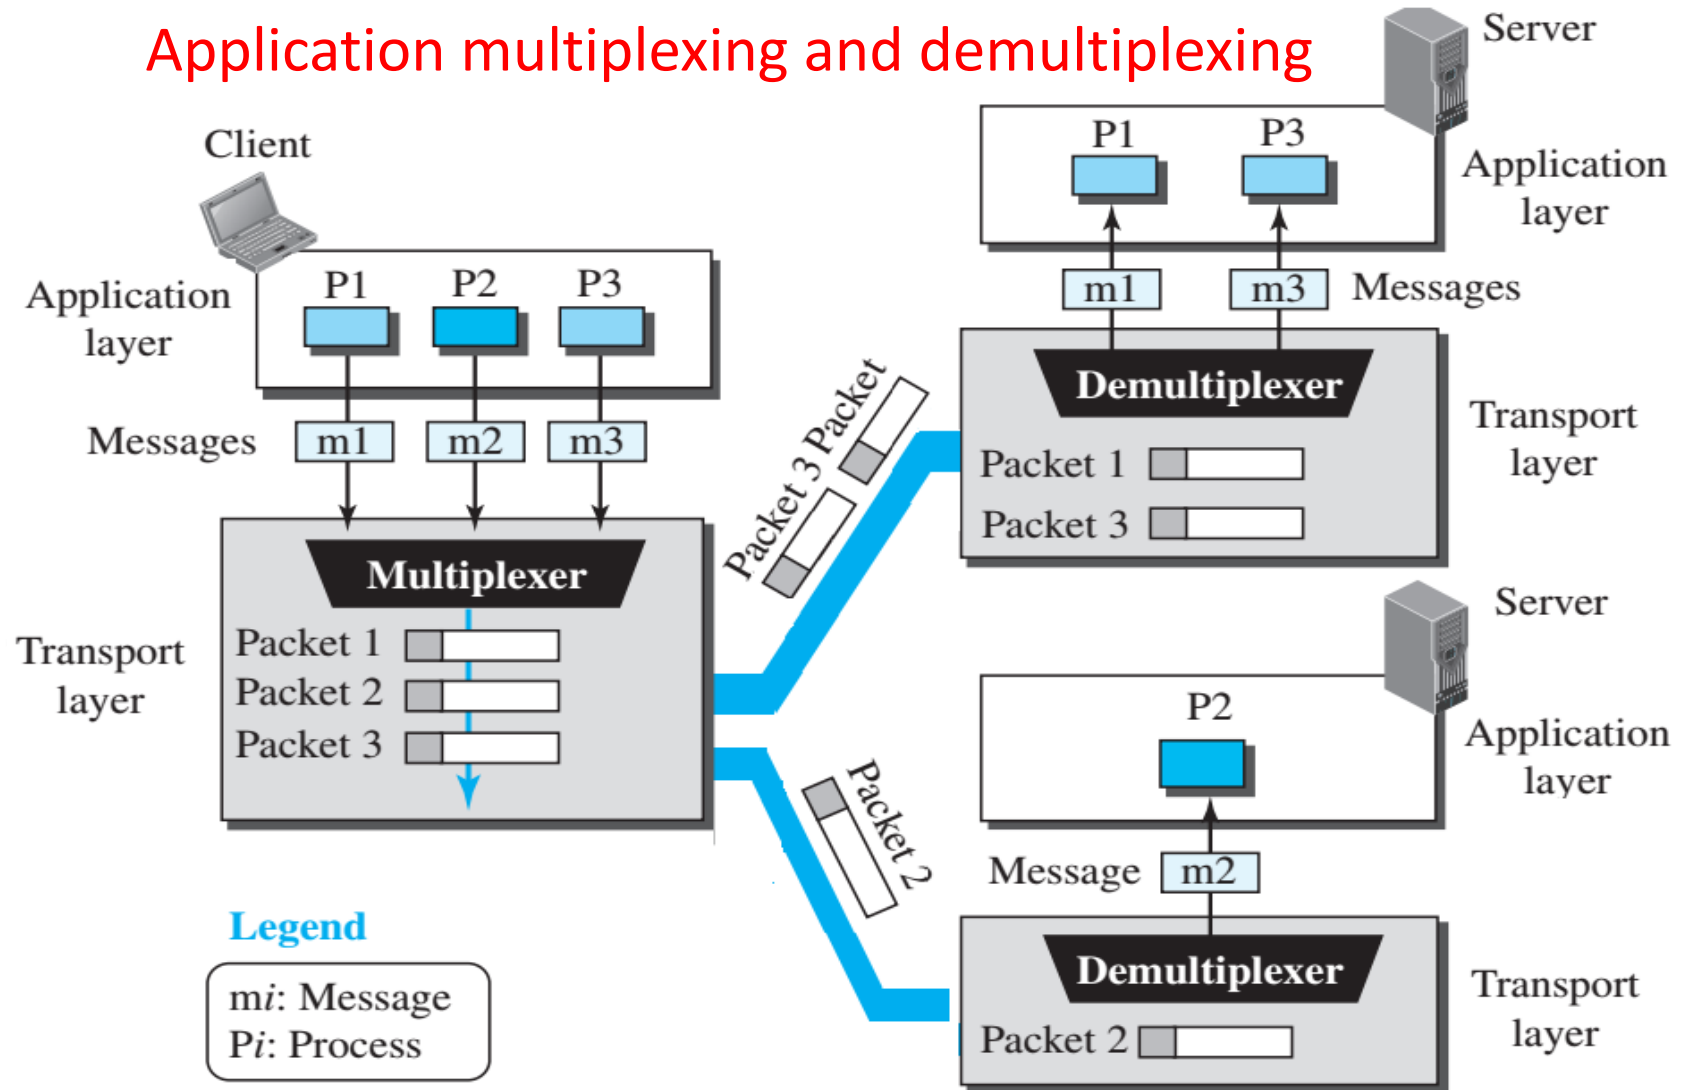 Application multiplexing and demultiplexing
Client
Application
layer
P1 P2 P3
Messages
m1 m2 m3
Multiplexer
Transport
layer
Packet 1
Packet 2
Packet 3
Packet 3 Packet
Packet 2
Server
Application
layer
P1 P3
m1 m3 Messages
Demultiplexer
Transport
layer
Packet 1
Packet 3
Server
Application
layer
P2
Message m2
Demultiplexer
Transport
layer
Packet 2
Legend
mi: Message
Pi: Process